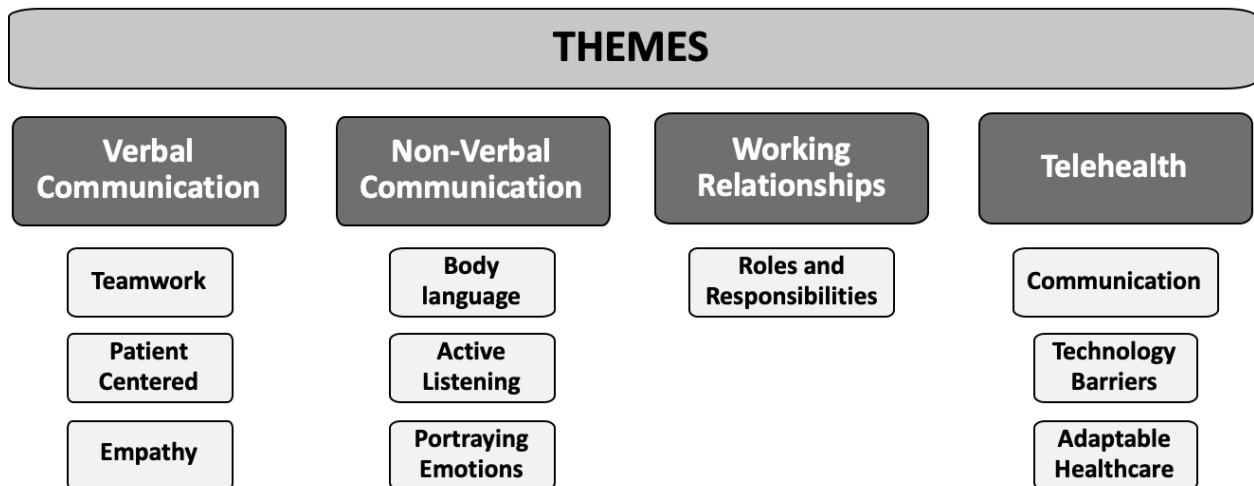 THEMES
Verbal
Communication
Non-Verbal
Communication
Working
Relationships
Telehealth
Teamwork
Body
language
Roles and
Responsibilities
Communication
Patient
Centered
Active
Listening
Technology
Barriers
Empathy
Portraying
Emotions
Adaptable
Healthcare